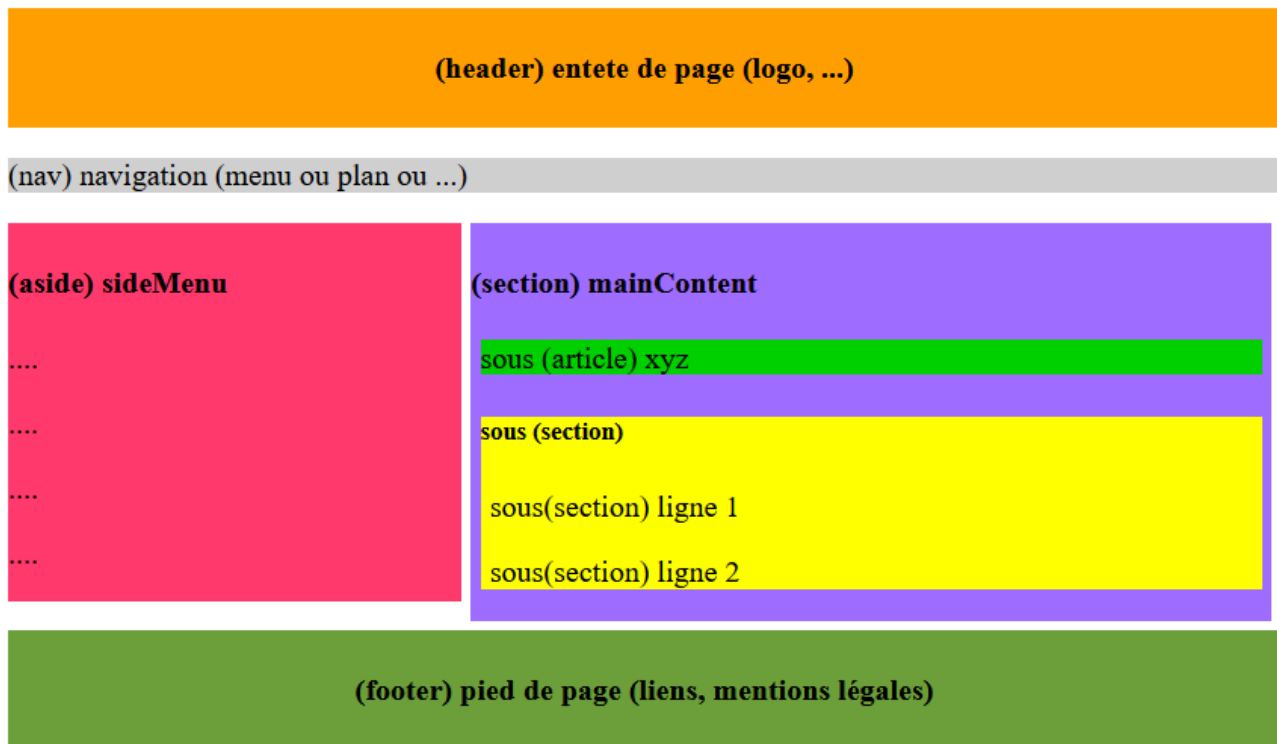 (header) entete de page (logo, ...)
(nav) navigation (menu ou plan ou ...)
(aside) sideMenu
....
....
....
....
(section) mainContent
sous (article) xyz
sous (section)
sous(section) ligne 1
sous(section) ligne 2
(footer) pied de page (liens, mentions légales)